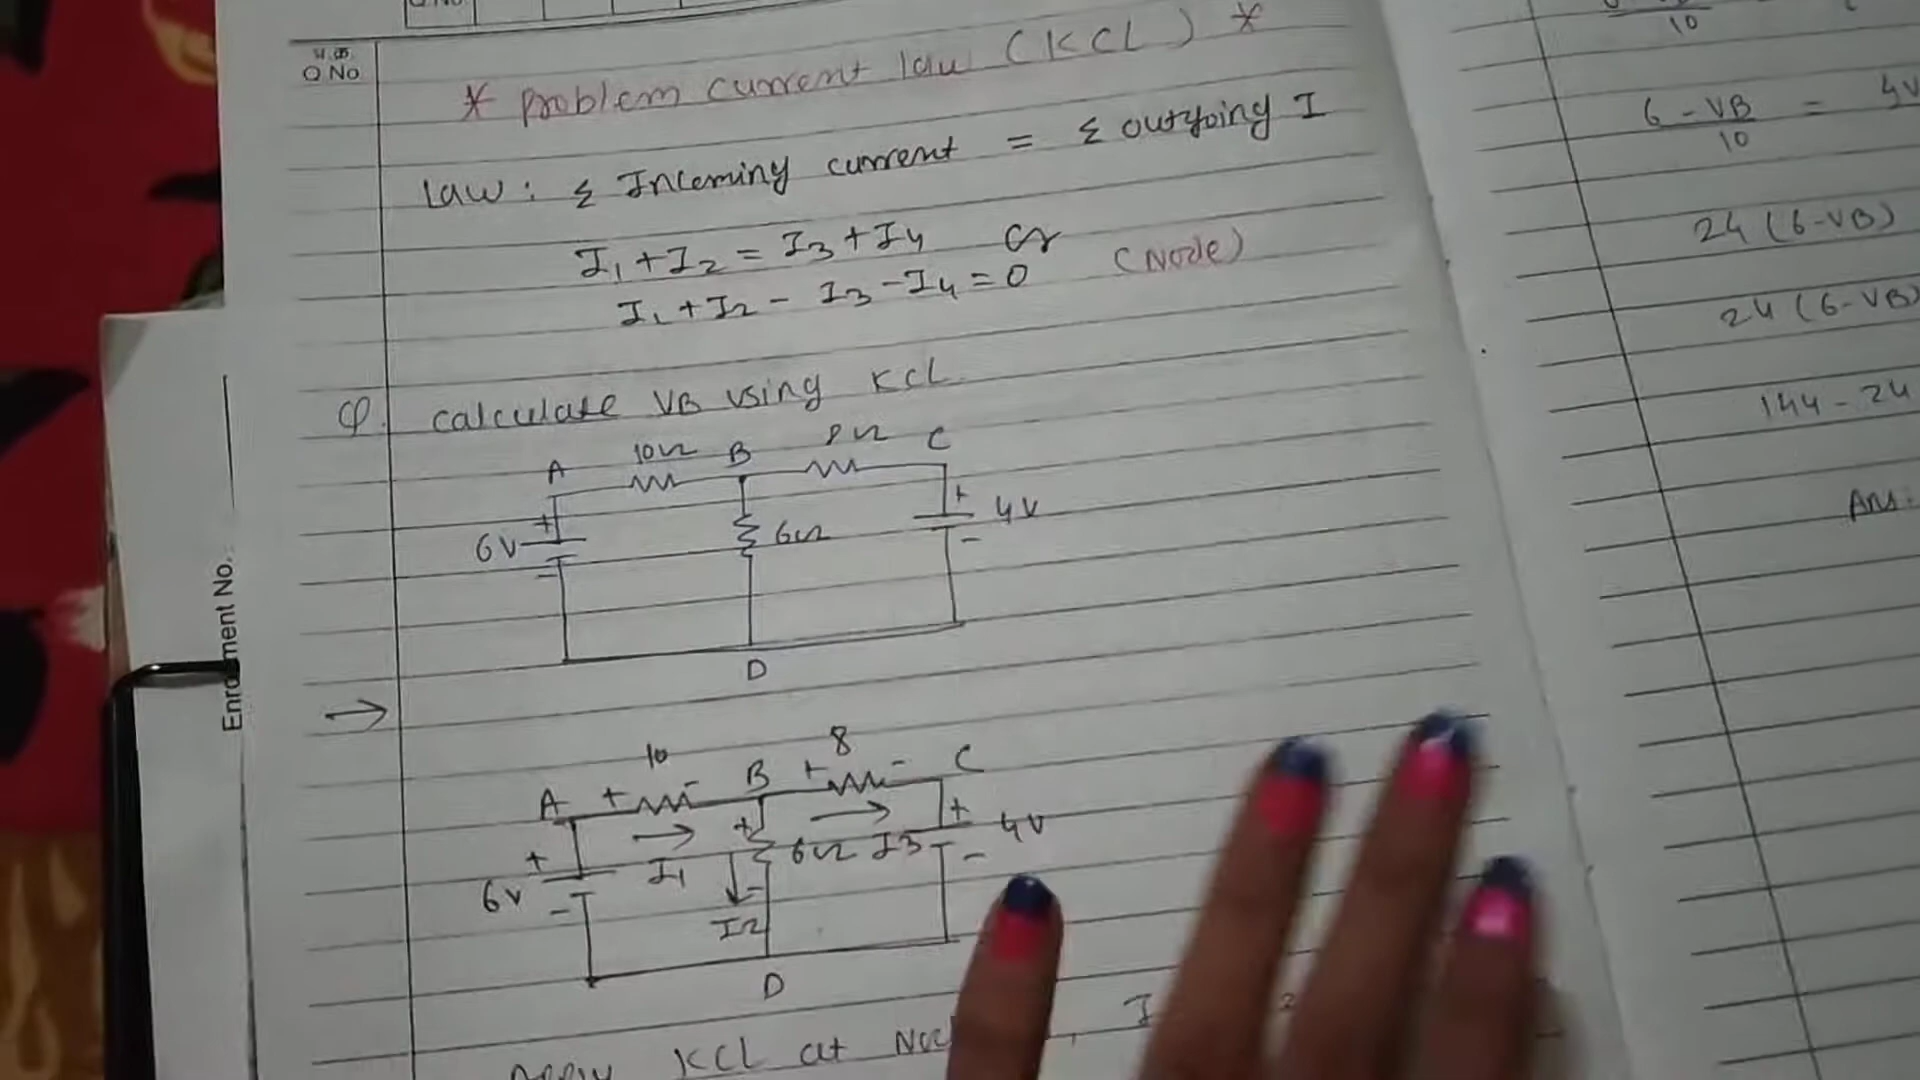 Q No
प्र.क्र.
Q No
* problem current law (KCL) *
Law: Σ Incoming current = Σ outgoing I
I1 + I2 = I3 + I4 or
I1 + I2 - I3 - I4 = 0 (Node)
Q. calculate VB using KCL.
A 10Ω B 8Ω C
6V + - 6Ω + - 4V
D
Enrolment No.
→
10 8
A + - B + - C
6V + - I1 + - 6Ω I3 + - 4V
I2
D
Apply KCL at
10
6 - VB / 10 = 4V
24 (6-VB)
24 (6-VB)
144 - 24
Ans: